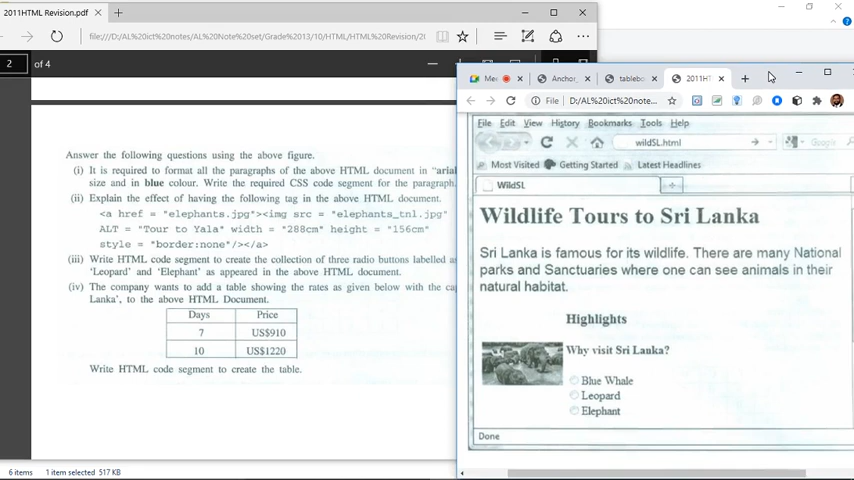 2011HTML Revision.pdf
file:///D:/AL%20ict%20notes/AL%20Note%20set/Grade%2013/10/HTML/HTML%20Revision/2
2 of 4
Answer the following questions using the above figure.
(i) It is required to format all the paragraphs of the above HTML document in "arial
size and in blue colour. Write the required CSS code segment for the paragraph.
(ii) Explain the effect of having the following tag in the above HTML document.
<a href = "elephants.jpg"><img src = "elephants_tnl.jpg"
ALT = "Tour to Yala" width = "288cm" height = "156cm"
style = "border:none"/></a>
(iii) Write HTML code segment to create the collection of three radio buttons labelled as
'Leopard' and 'Elephant' as appeared in the above HTML document.
(iv) The company wants to add a table showing the rates as given below with the cap
Lanka', to the above HTML Document.
Days Price
7 US$910
10 US$1220
Write HTML code segment to create the table.
6 items 1 item selected 517 KB
Anchor, tablebo 2011HT
File D:/AL%20ict%20note...
File Edit View History Bookmarks Tools Help
wildSL.html Google
Most Visited Getting Started Latest Headlines
WildSL
Wildlife Tours to Sri Lanka
Sri Lanka is famous for its wildlife. There are many National
parks and Sanctuaries where one can see animals in their
natural habitat.
Highlights
Why visit Sri Lanka?
Blue Whale
Leopard
Elephant
Done